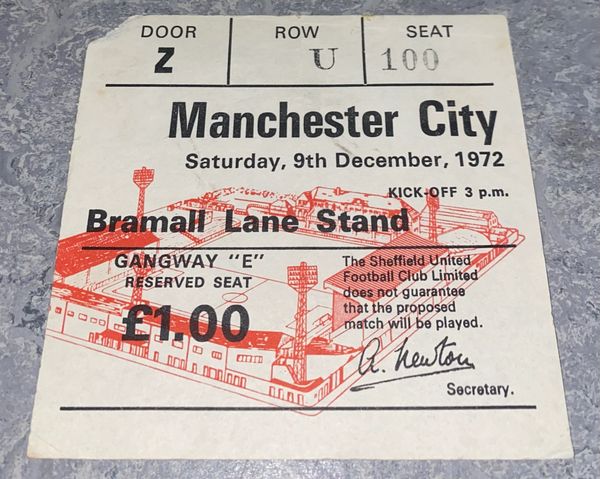 DOOR ROW SEAT
Z U 100
Manchester City
Saturday, 9th December, 1972
KICK-OFF 3 p.m.
Bramall Lane Stand
GANGWAY "E"
RESERVED SEAT
£1.00
The Sheffield United
Football Club Limited
does not guarantee
that the proposed
match will be played.
A. Newton
Secretary.